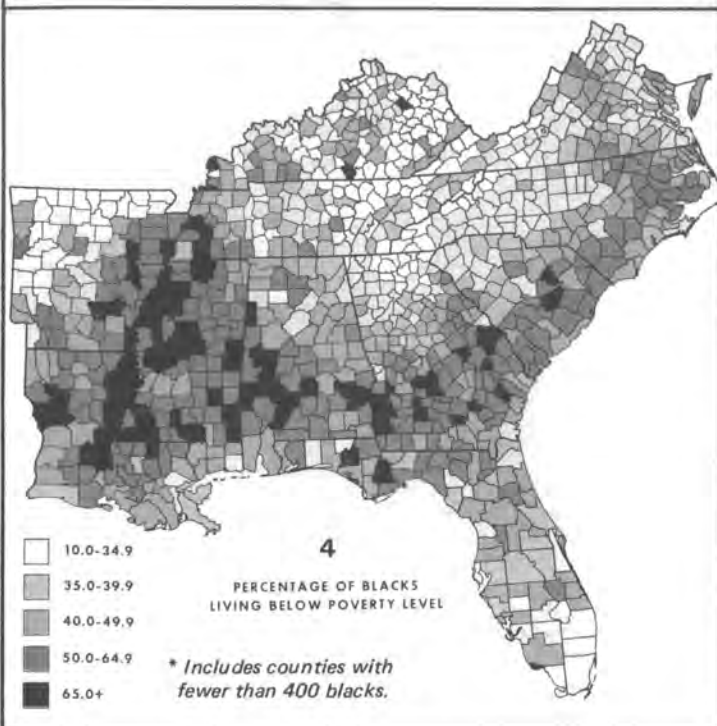 10.0-34.9
35.0-39.9
40.0-49.9
50.0-64.9
65.0+
4
PERCENTAGE OF BLACKS
LIVING BELOW POVERTY LEVEL
* Includes counties with
fewer than 400 blacks.